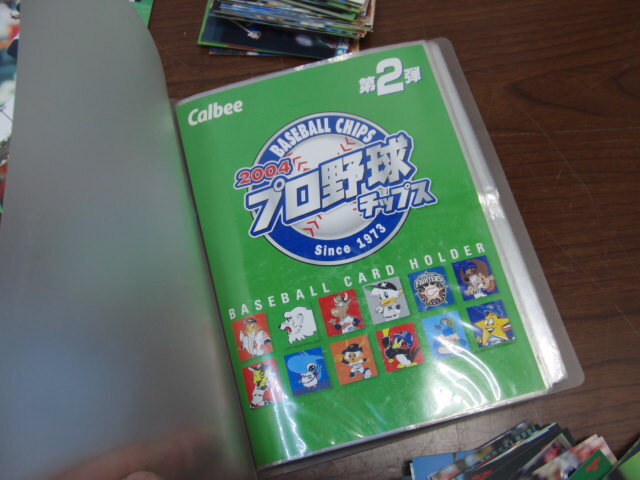 Calbee
第2弾
BASEBALL CHIPS
2004
プロ野球
チップス
Since 1973
BASEBALL CARD HOLDER
FIGHTERS